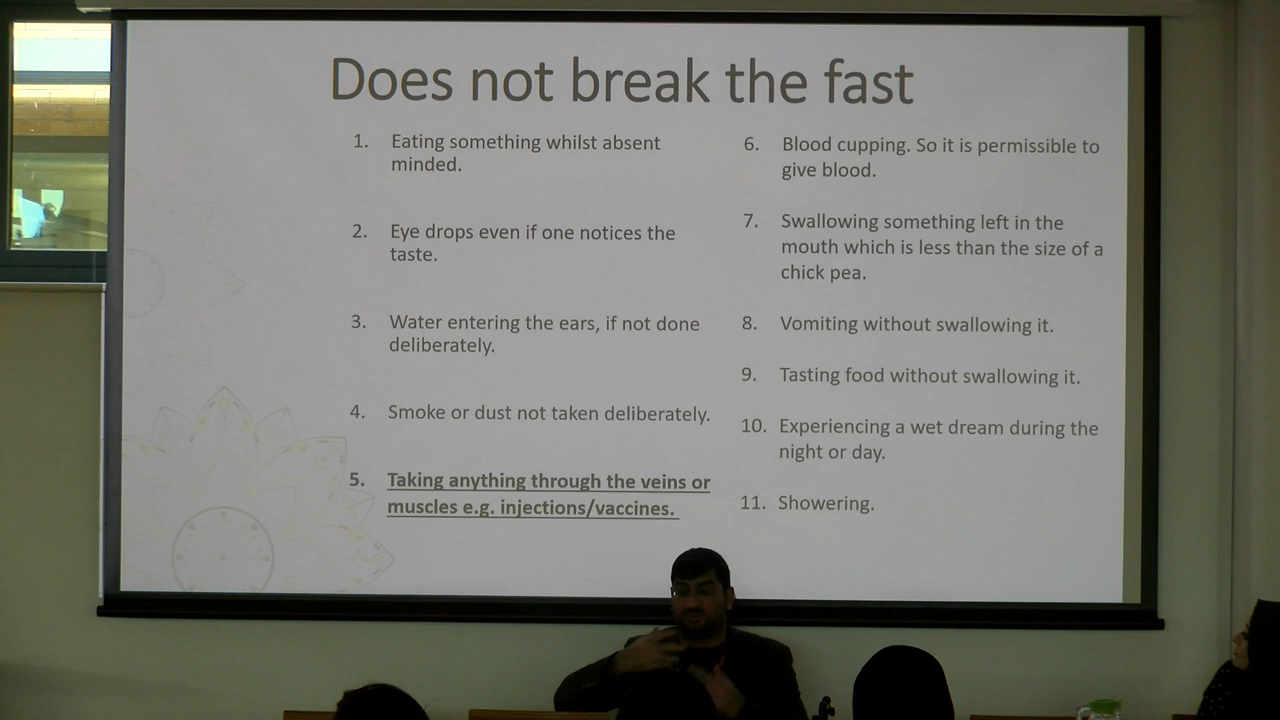 Does not break the fast
1. Eating something whilst absent
minded.
2. Eye drops even if one notices the
taste.
3. Water entering the ears, if not done
deliberately.
4. Smoke or dust not taken deliberately.
5. Taking anything through the veins or
muscles e.g. injections/vaccines.
6. Blood cupping. So it is permissible to
give blood.
7. Swallowing something left in the
mouth which is less than the size of a
chick pea.
8. Vomiting without swallowing it.
9. Tasting food without swallowing it.
10. Experiencing a wet dream during the
night or day.
11. Showering.